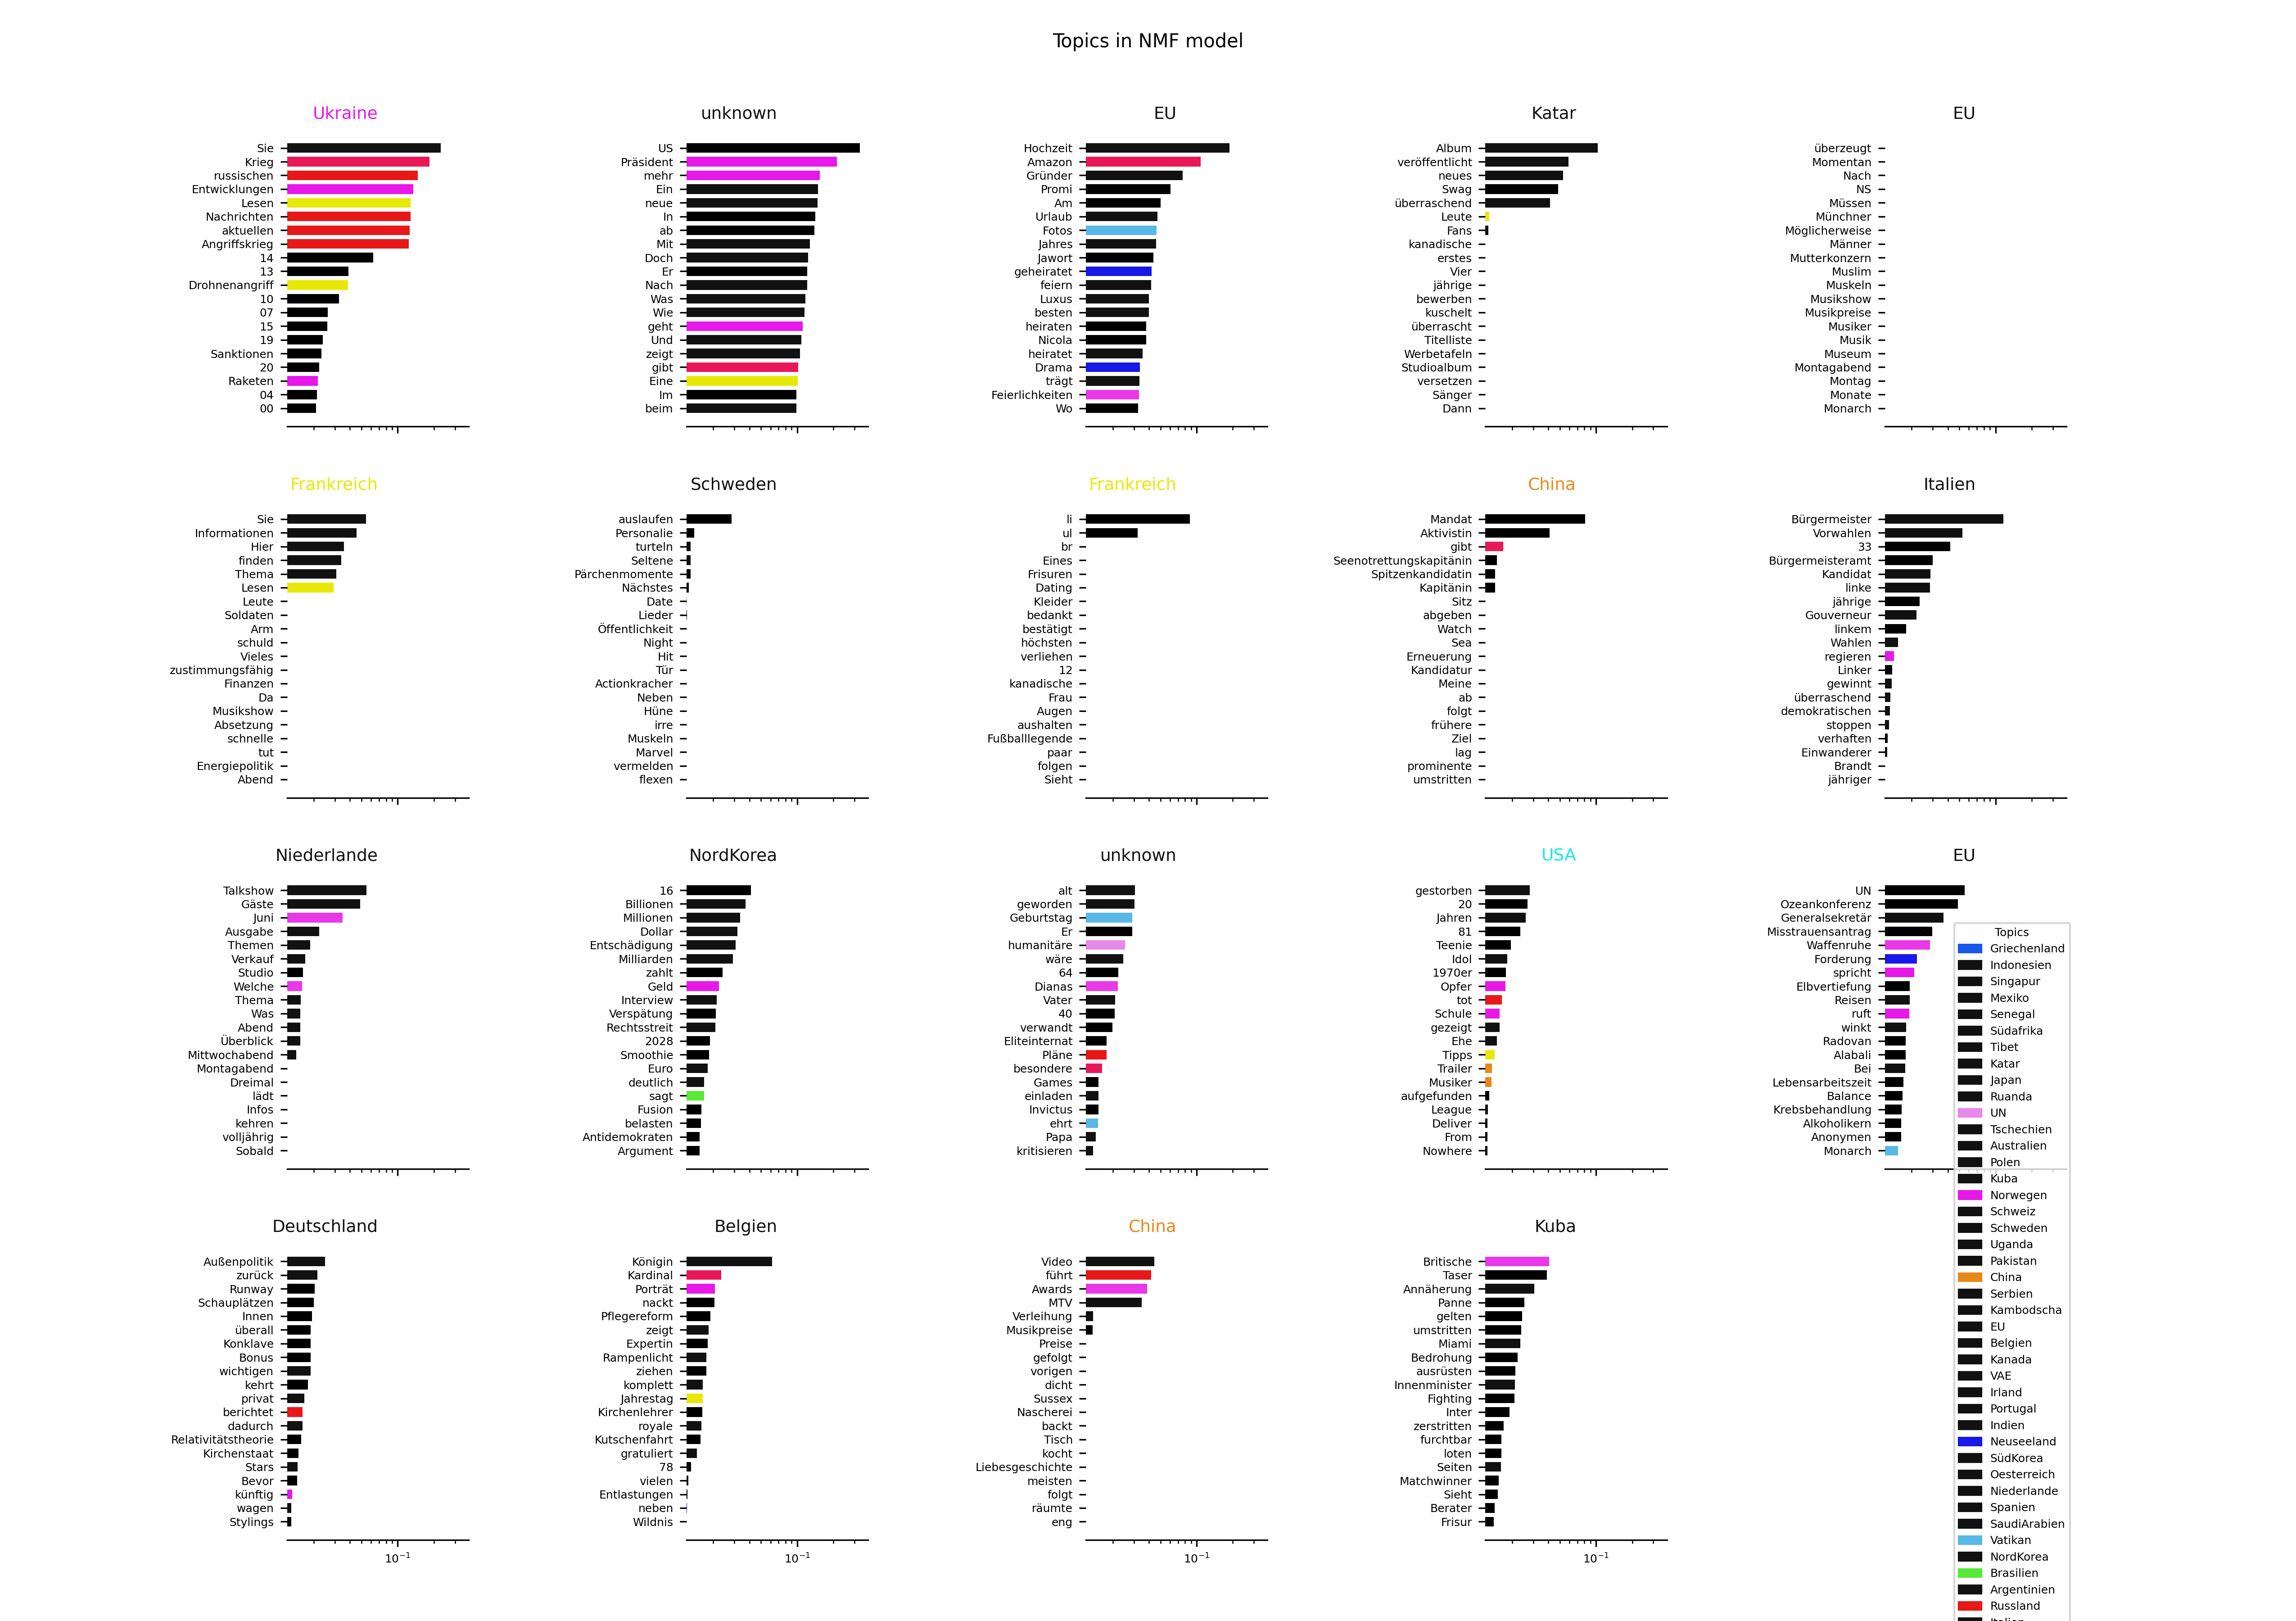 Topics in NMF model
Ukraine
Sie
Krieg
russischen
Entwicklungen
Lesen
Nachrichten
aktuellen
Angriffskrieg
14
13
Drohnenangriff
10
07
15
19
Sanktionen
20
Raketen
04
00
unknown
US
Präsident
mehr
Ein
neue
In
ab
Mit
Doch
Er
Nach
Was
Wie
geht
Und
zeigt
gibt
Eine
Im
beim
EU
Hochzeit
Amazon
Gründer
Promi
Am
Urlaub
Fotos
Jahres
Jawort
geheiratet
feiern
Luxus
besten
heiraten
Nicola
heiratet
Drama
trägt
Feierlichkeiten
Wo
Katar
Album
veröffentlicht
neues
Swag
überraschend
Leute
Fans
kanadische
erstes
Vier
jährige
bewerben
kuschelt
überrascht
Titelliste
Werbetafeln
Studioalbum
versetzen
Sänger
Dann
EU
überzeugt
Momentan
Nach
NS
Müssen
Münchner
Möglicherweise
Männer
Mutterkonzern
Muslim
Muskeln
Musikshow
Musikpreise
Musiker
Musik
Museum
Montagabend
Montag
Monate
Monarch
Frankreich
Sie
Informationen
Hier
finden
Thema
Lesen
Leute
Soldaten
Arm
schuld
Vieles
zustimmungsfähig
Finanzen
Da
Musikshow
Absetzung
schnelle
tut
Energiepolitik
Abend
Schweden
auslaufen
Personalie
turteln
Seltene
Pärchenmomente
Nächstes
Date
Lieder
Öffentlichkeit
Night
Hit
Tür
Actionkracher
Neben
Hüne
irre
Muskeln
Marvel
vermelden
flexen
Frankreich
li
ul
br
Eines
Frisuren
Dating
Kleider
bedankt
bestätigt
höchsten
verliehen
12
kanadische
Frau
Augen
aushalten
Fußballlegende
paar
folgen
Sieht
China
Mandat
Aktivistin
gibt
Seenotrettungskapitänin
Spitzenkandidatin
Kapitänin
Sitz
abgeben
Watch
Sea
Erneuerung
Kandidatur
Meine
ab
folgt
frühere
Ziel
lag
prominente
umstritten
Italien
Bürgermeister
Vorwahlen
33
Bürgermeisteramt
Kandidat
linke
jährige
Gouverneur
linkem
Wahlen
regieren
Linker
gewinnt
überraschend
demokratischen
stoppen
verhaften
Einwanderer
Brandt
jähriger
Niederlande
Talkshow
Gäste
Juni
Ausgabe
Themen
Verkauf
Studio
Welche
Thema
Was
Abend
Überblick
Mittwochabend
Montagabend
Dreimal
lädt
Infos
kehren
volljährig
Sobald
NordKorea
16
Billionen
Millionen
Dollar
Entschädigung
Milliarden
zahlt
Geld
Interview
Verspätung
Rechtsstreit
2028
Smoothie
Euro
deutlich
sagt
Fusion
belasten
Antidemokraten
Argument
unknown
alt
geworden
Geburtstag
Er
humanitäre
wäre
64
Dianas
Vater
40
verwandt
Eliteinternat
Pläne
besondere
Games
einladen
Invictus
ehrt
Papa
kritisieren
USA
gestorben
20
Jahren
81
Teenie
Idol
1970er
Opfer
tot
Schule
gezeigt
Ehe
Tipps
Trailer
Musiker
aufgefunden
League
Deliver
From
Nowhere
EU
UN
Ozeankonferenz
Generalsekretär
Misstrauensantrag
Waffenruhe
Forderung
spricht
Elbvertiefung
Reisen
ruft
winkt
Radovan
Alabali
Bei
Lebensarbeitszeit
Balance
Krebsbehandlung
Alkoholikern
Anonymen
Monarch
Deutschland
Außenpolitik
zurück
Runway
Schauplätzen
Innen
überall
Konklave
Bonus
wichtigen
kehrt
privat
berichtet
dadurch
Relativitätstheorie
Kirchenstaat
Stars
Bevor
künftig
wagen
Stylings
10⁻¹
Belgien
Königin
Kardinal
Porträt
nackt
Pflegereform
zeigt
Expertin
Rampenlicht
ziehen
komplett
Jahrestag
Kirchenlehrer
royale
Kutschenfahrt
gratuliert
78
vielen
Entlastungen
neben
Wildnis
10⁻¹
China
Video
führt
Awards
MTV
Verleihung
Musikpreise
Preise
gefolgt
vorigen
dicht
Sussex
Nascherei
backt
Tisch
kocht
Liebesgeschichte
meisten
folgt
räumte
eng
10⁻¹
Kuba
Britische
Taser
Annäherung
Panne
gelten
umstritten
Miami
Bedrohung
ausrüsten
Innenminister
Fighting
Inter
zerstritten
furchtbar
loten
Seiten
Matchwinner
Sieht
Berater
Frisur
10⁻¹
Topics
Griechenland
Indonesien
Singapur
Mexiko
Senegal
Südafrika
Tibet
Katar
Japan
Ruanda
UN
Tschechien
Australien
Polen
Kuba
Norwegen
Schweiz
Schweden
Uganda
Pakistan
China
Serbien
Kambodscha
EU
Belgien
Kanada
VAE
Irland
Portugal
Indien
Neuseeland
SüdKorea
Oesterreich
Niederlande
Spanien
SaudiArabien
Vatikan
NordKorea
Brasilien
Argentinien
Russland